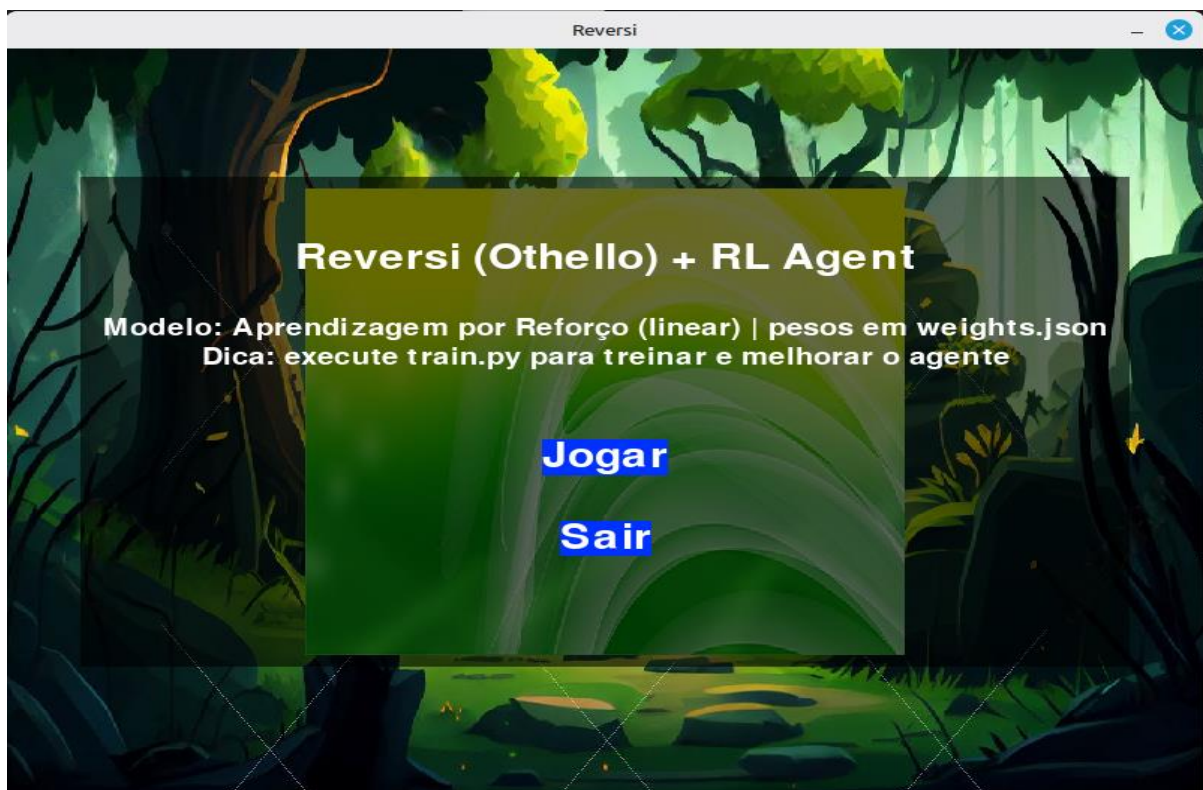 Reversi
Reversi (Othello) + RL Agent
Modelo: Aprendizagem por Reforço (linear) | pesos em weights.json
Dica: execute train.py para treinar e melhorar o agente
Jogar
Sair